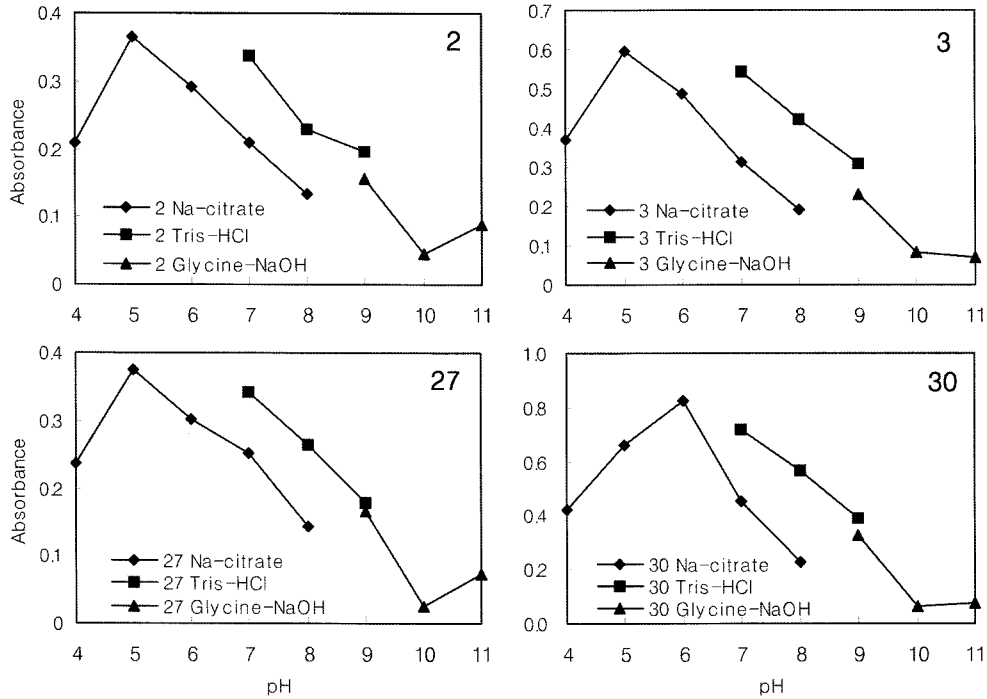 2
0.4
0.3
0.2
0.1
0
Absorbance
2 Na-citrate
2 Tris-HCl
2 Glycine-NaOH
4 5 6 7 8 9 10 11
3
0.7
0.6
0.5
0.4
0.3
0.2
0.1
0
3 Na-citrate
3 Tris-HCl
3 Glycine-NaOH
4 5 6 7 8 9 10 11
27
0.4
0.3
0.2
0.1
0
Absorbance
27 Na-citrate
27 Tris-HCl
27 Glycine-NaOH
4 5 6 7 8 9 10 11
pH
30
1.0
0.8
0.6
0.4
0.2
0.0
30 Na-citrate
30 Tris-HCl
30 Glycine-NaOH
4 5 6 7 8 9 10 11
pH